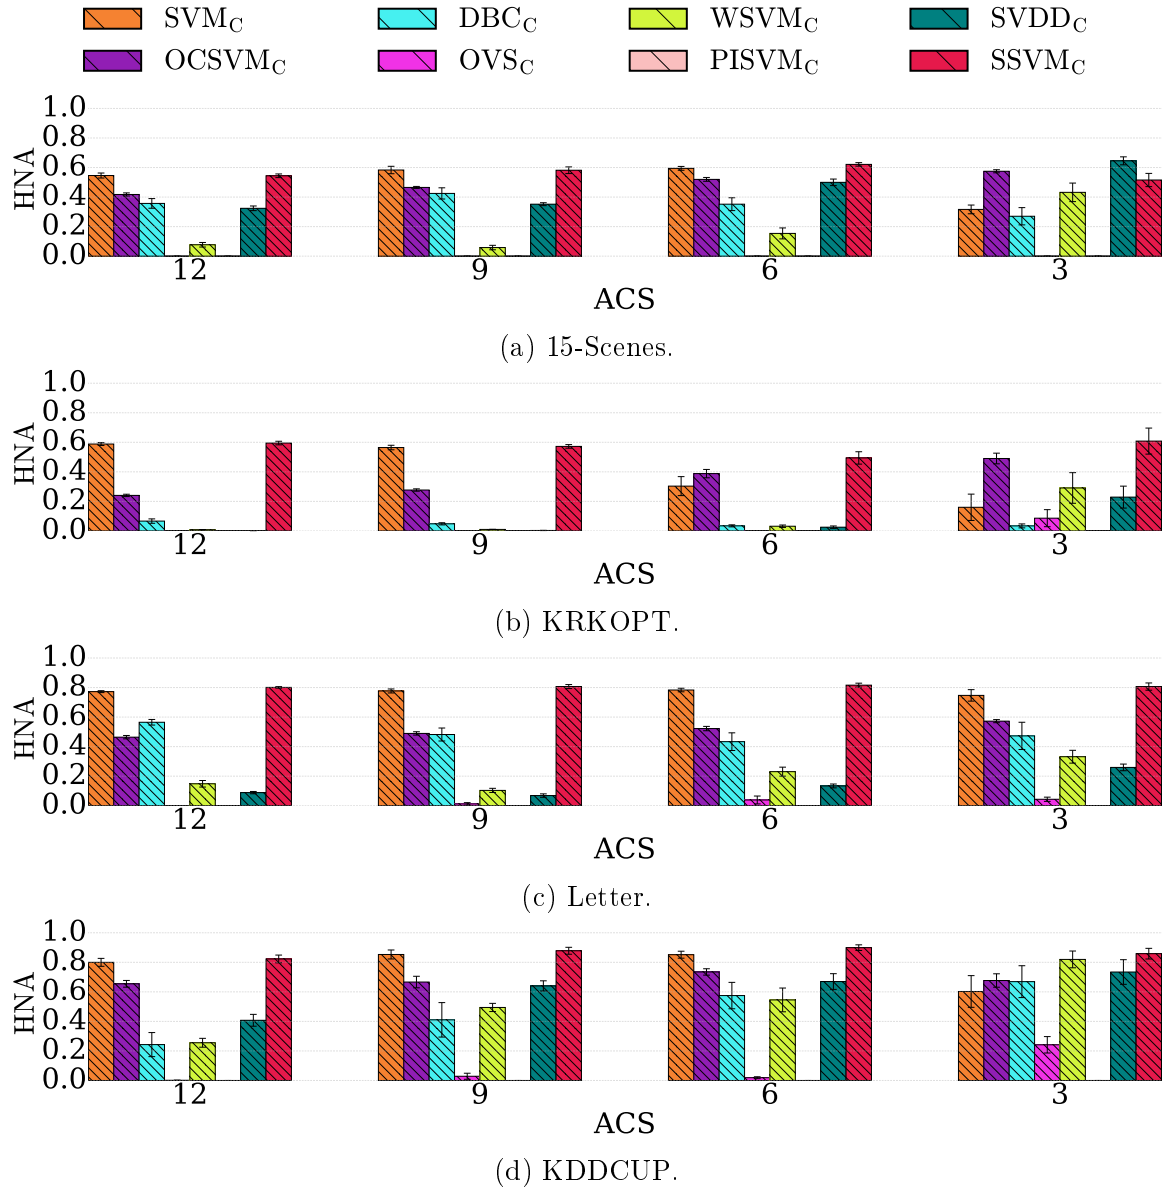 SVM_C DBC_C WSVM_C SVDD_C
OCSVM_C OVS_C PISVM_C SSVM_C
1.0
0.8
0.6
0.4
0.2
0.0
HNA
12 9 6 3
ACS
(a) 15-Scenes.
1.0
0.8
0.6
0.4
0.2
0.0
HNA
12 9 6 3
ACS
(b) KRKOPT.
1.0
0.8
0.6
0.4
0.2
0.0
HNA
12 9 6 3
ACS
(c) Letter.
1.0
0.8
0.6
0.4
0.2
0.0
HNA
12 9 6 3
ACS
(d) KDDCUP.